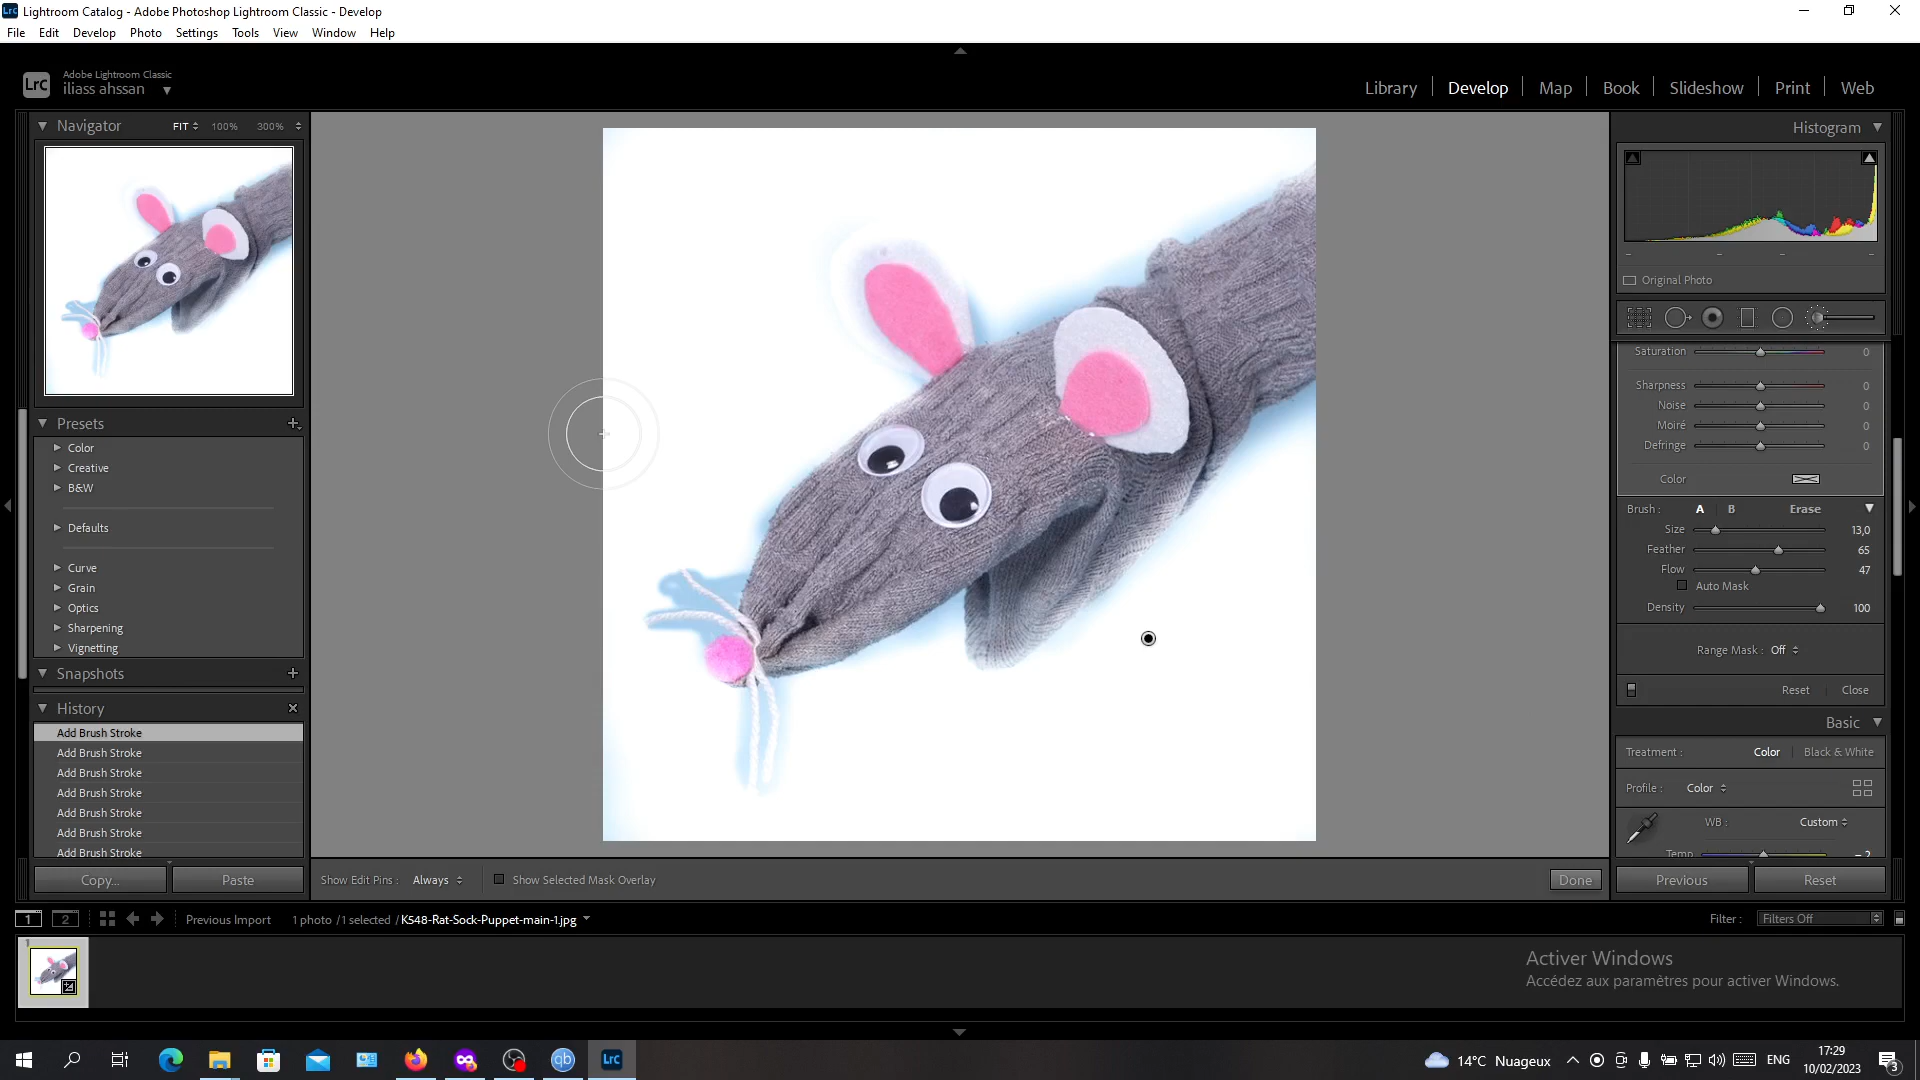 Lightroom Catalog - Adobe Photoshop Lightroom Classic - Develop
File Edit Develop Photo Settings Tools View Window Help
LrC
Adobe Lightroom Classic
iliass ahssan
Library Develop Map Book Slideshow Print Web
Navigator FIT 100% 300%
Presets
Color
Creative
B&W
Defaults
Curve
Grain
Optics
Sharpening
Vignetting
Snapshots
History
Add Brush Stroke
Add Brush Stroke
Add Brush Stroke
Add Brush Stroke
Add Brush Stroke
Add Brush Stroke
Add Brush Stroke
Copy... Paste
Show Edit Pins : Always Show Selected Mask Overlay Done
Histogram
Original Photo
Saturation 0
Sharpness 0
Noise 0
Moiré 0
Defringe 0
Color
Brush : A B Erase
Size 13,0
Feather 65
Flow 47
Auto Mask
Density 100
Range Mask : Off
Reset Close
Basic
Treatment : Color Black & White
Profile : Color
WB : Custom
Temp - 2
Previous Reset
1 2 Previous Import 1 photo / 1 selected / K548-Rat-Sock-Puppet-main-1.jpg Filter : Filters Off
1
Activer Windows
Accédez aux paramètres pour activer Windows.
LrC 14°C Nuageux ENG 17:29
10/02/2023 3